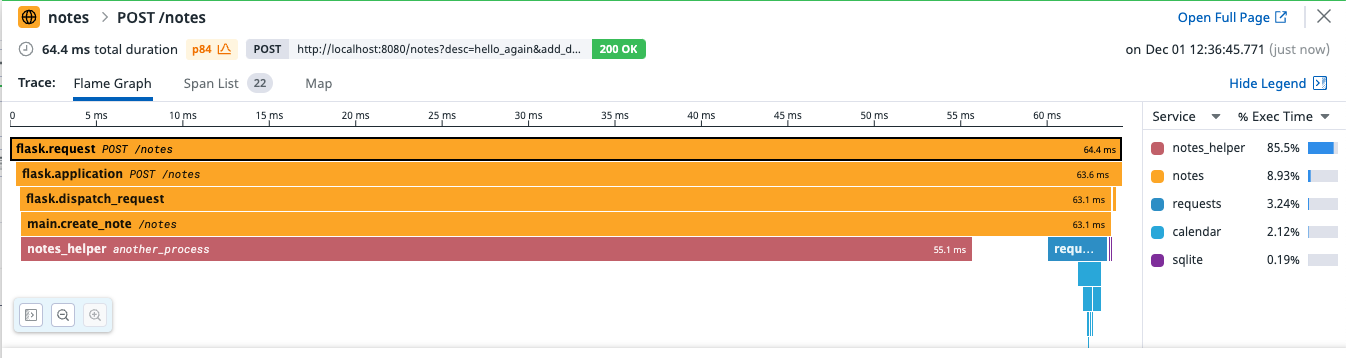 notes > POST /notes
Open Full Page
64.4 ms total duration p84 POST http://localhost:8080/notes?desc=hello_again&add_d... 200 OK
on Dec 01 12:36:45.771 (just now)
Trace: Flame Graph Span List 22 Map
Hide Legend
0 5 ms 10 ms 15 ms 20 ms 25 ms 30 ms 35 ms 40 ms 45 ms 50 ms 55 ms 60 ms
Service % Exec Time
flask.request POST /notes 64.4 ms
flask.application POST /notes 63.6 ms
flask.dispatch_request 63.1 ms
main.create_note /notes 63.1 ms
notes_helper another_process 55.1 ms requ...
notes_helper 85.5%
notes 8.93%
requests 3.24%
calendar 2.12%
sqlite 0.19%